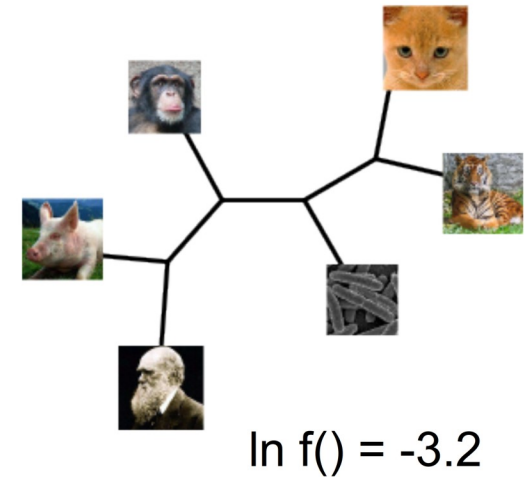 ln f() = -3.2